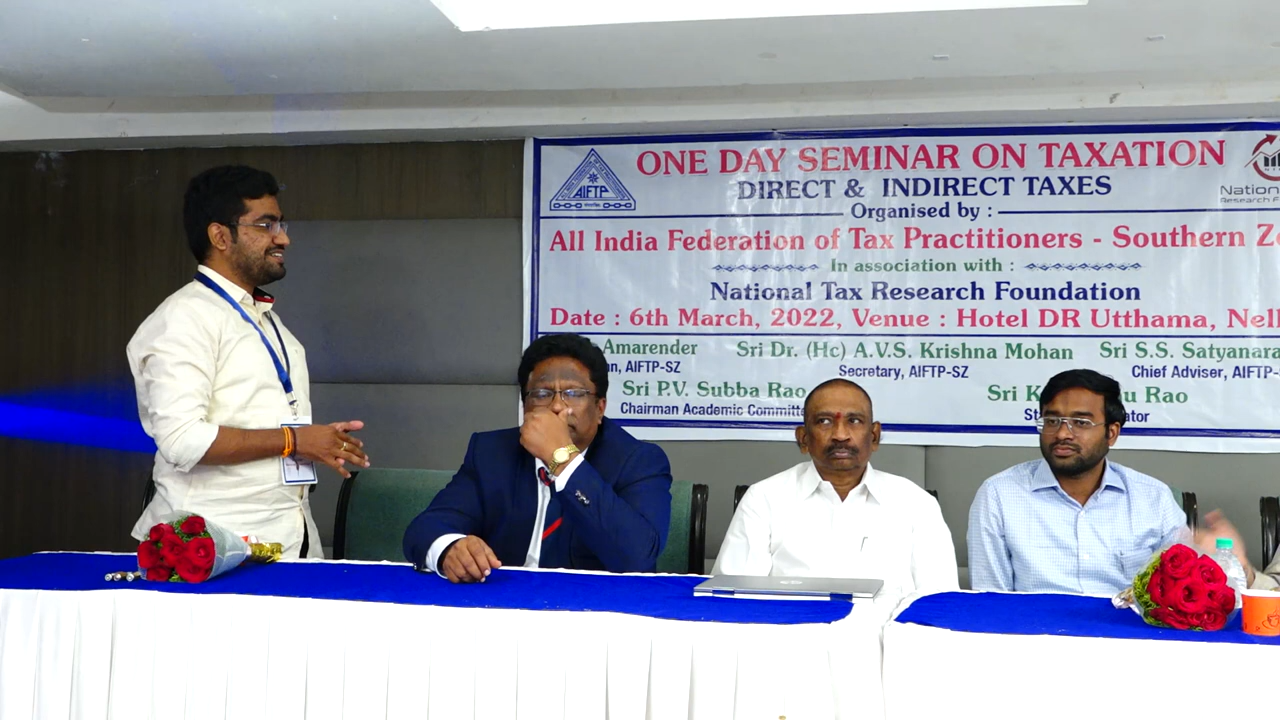 ONE DAY SEMINAR ON TAXATION
AIFTP
DIRECT & INDIRECT TAXES
Organised by :
All India Federation of Tax Practitioners - Southern
In association with :
National Tax Research Foundation
Date : 6th March, 2022, Venue : Hotel DR Utthama,
Amarender Sri Dr. (Hc) A.V.S. Krishna Mohan Sri S.S.
AIFTP-SZ Secretary, AIFTP-SZ Chief Adviser,
Sri P.V. Subba Rao Sri Rao
Chairman Academic